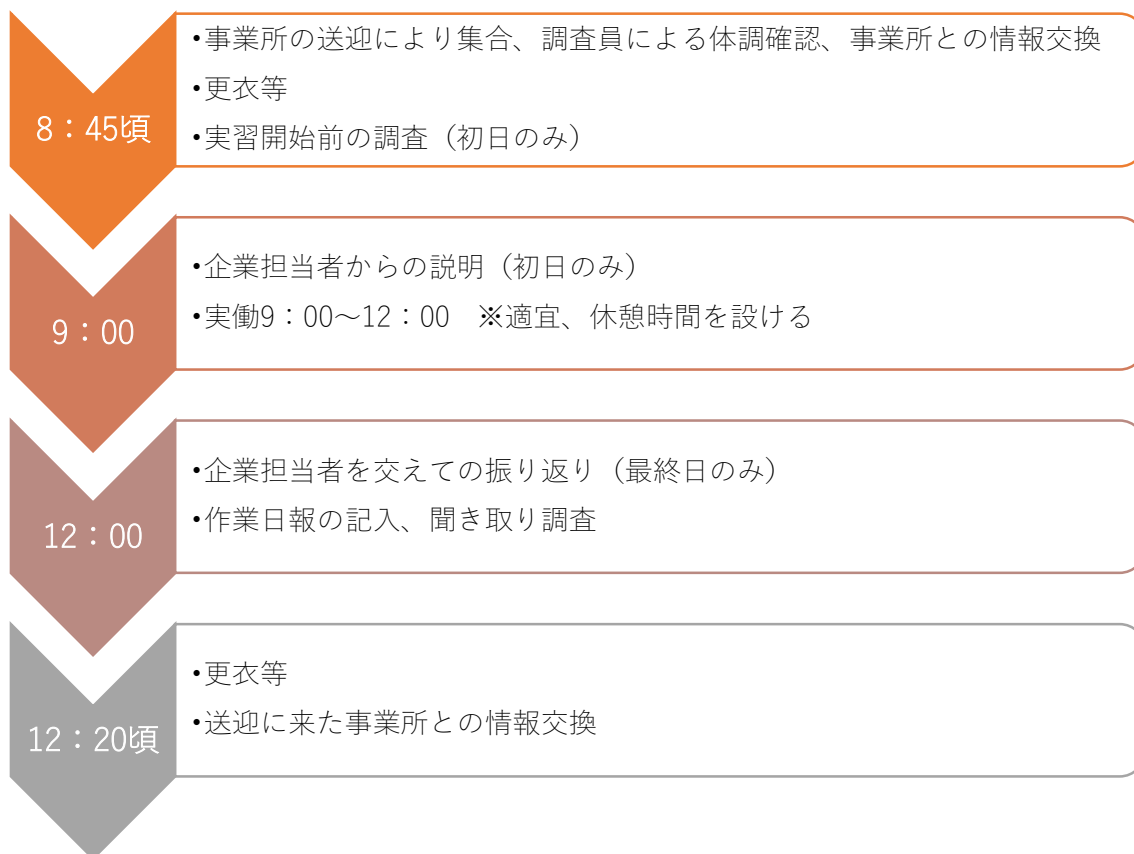 8：45頃
•事業所の送迎により集合、調査員による体調確認、事業所との情報交換
•更衣等
•実習開始前の調査（初日のみ）
9：00
•企業担当者からの説明（初日のみ）
•実働9：00～12：00　※適宜、休憩時間を設ける
12：00
•企業担当者を交えての振り返り（最終日のみ）
•作業日報の記入、聞き取り調査
12：20頃
•更衣等
•送迎に来た事業所との情報交換